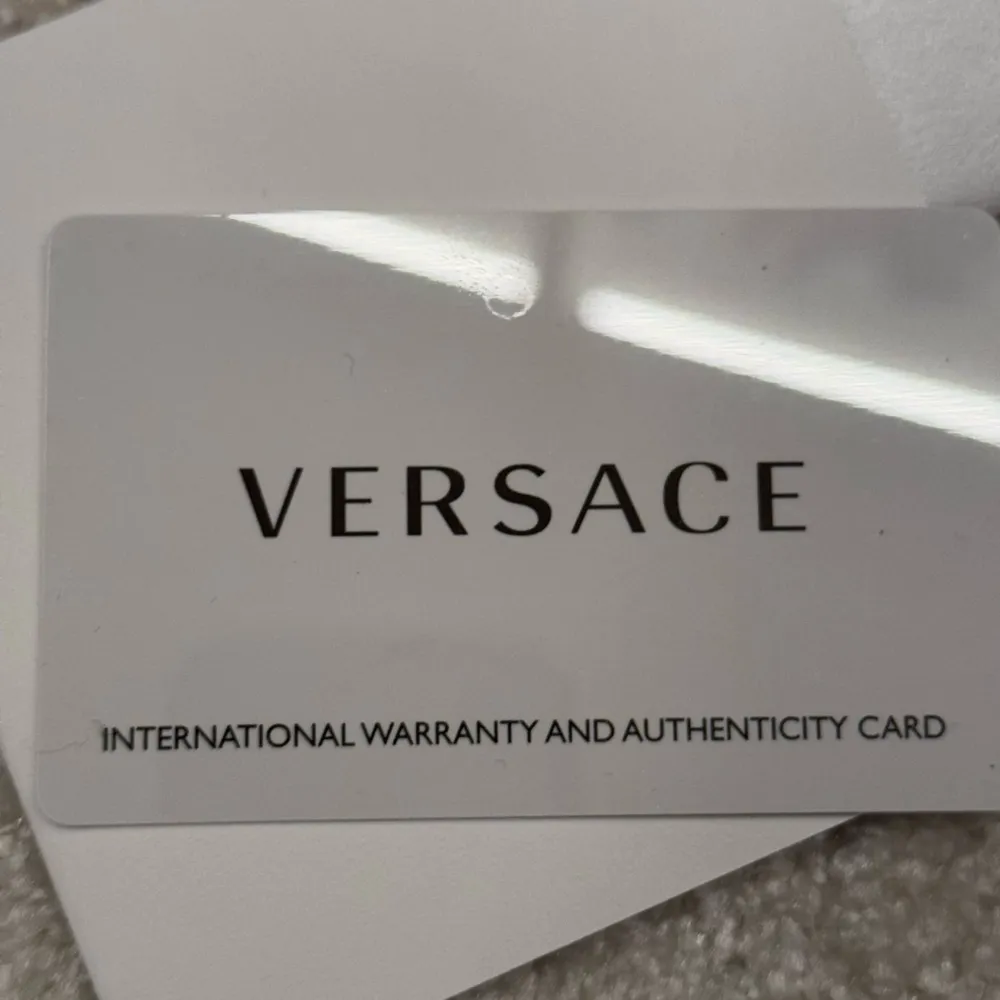 VERSACE
INTERNATIONAL WARRANTY AND AUTHENTICITY CARD